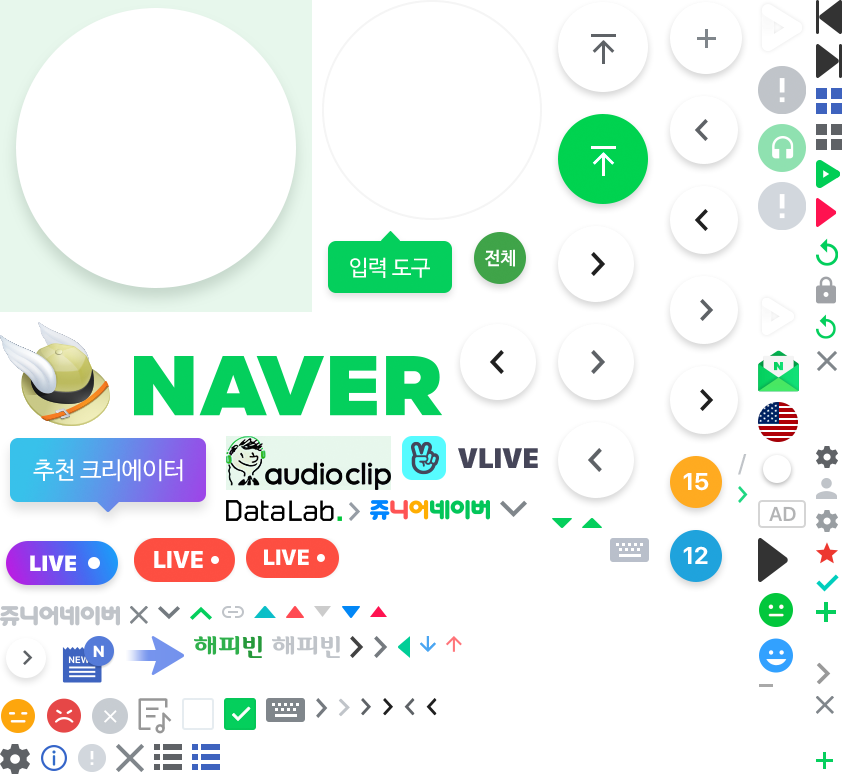 전체
입력 도구
NAVER
추천 크리에이터
audioclip
VLIVE
DataLab.
쥬니어네이버
15
12
AD
LIVE
LIVE
LIVE
쥬니어네이버
NEW
N
해피빈
해피빈
N